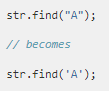 str.find("A");
// becomes
str.find('A');